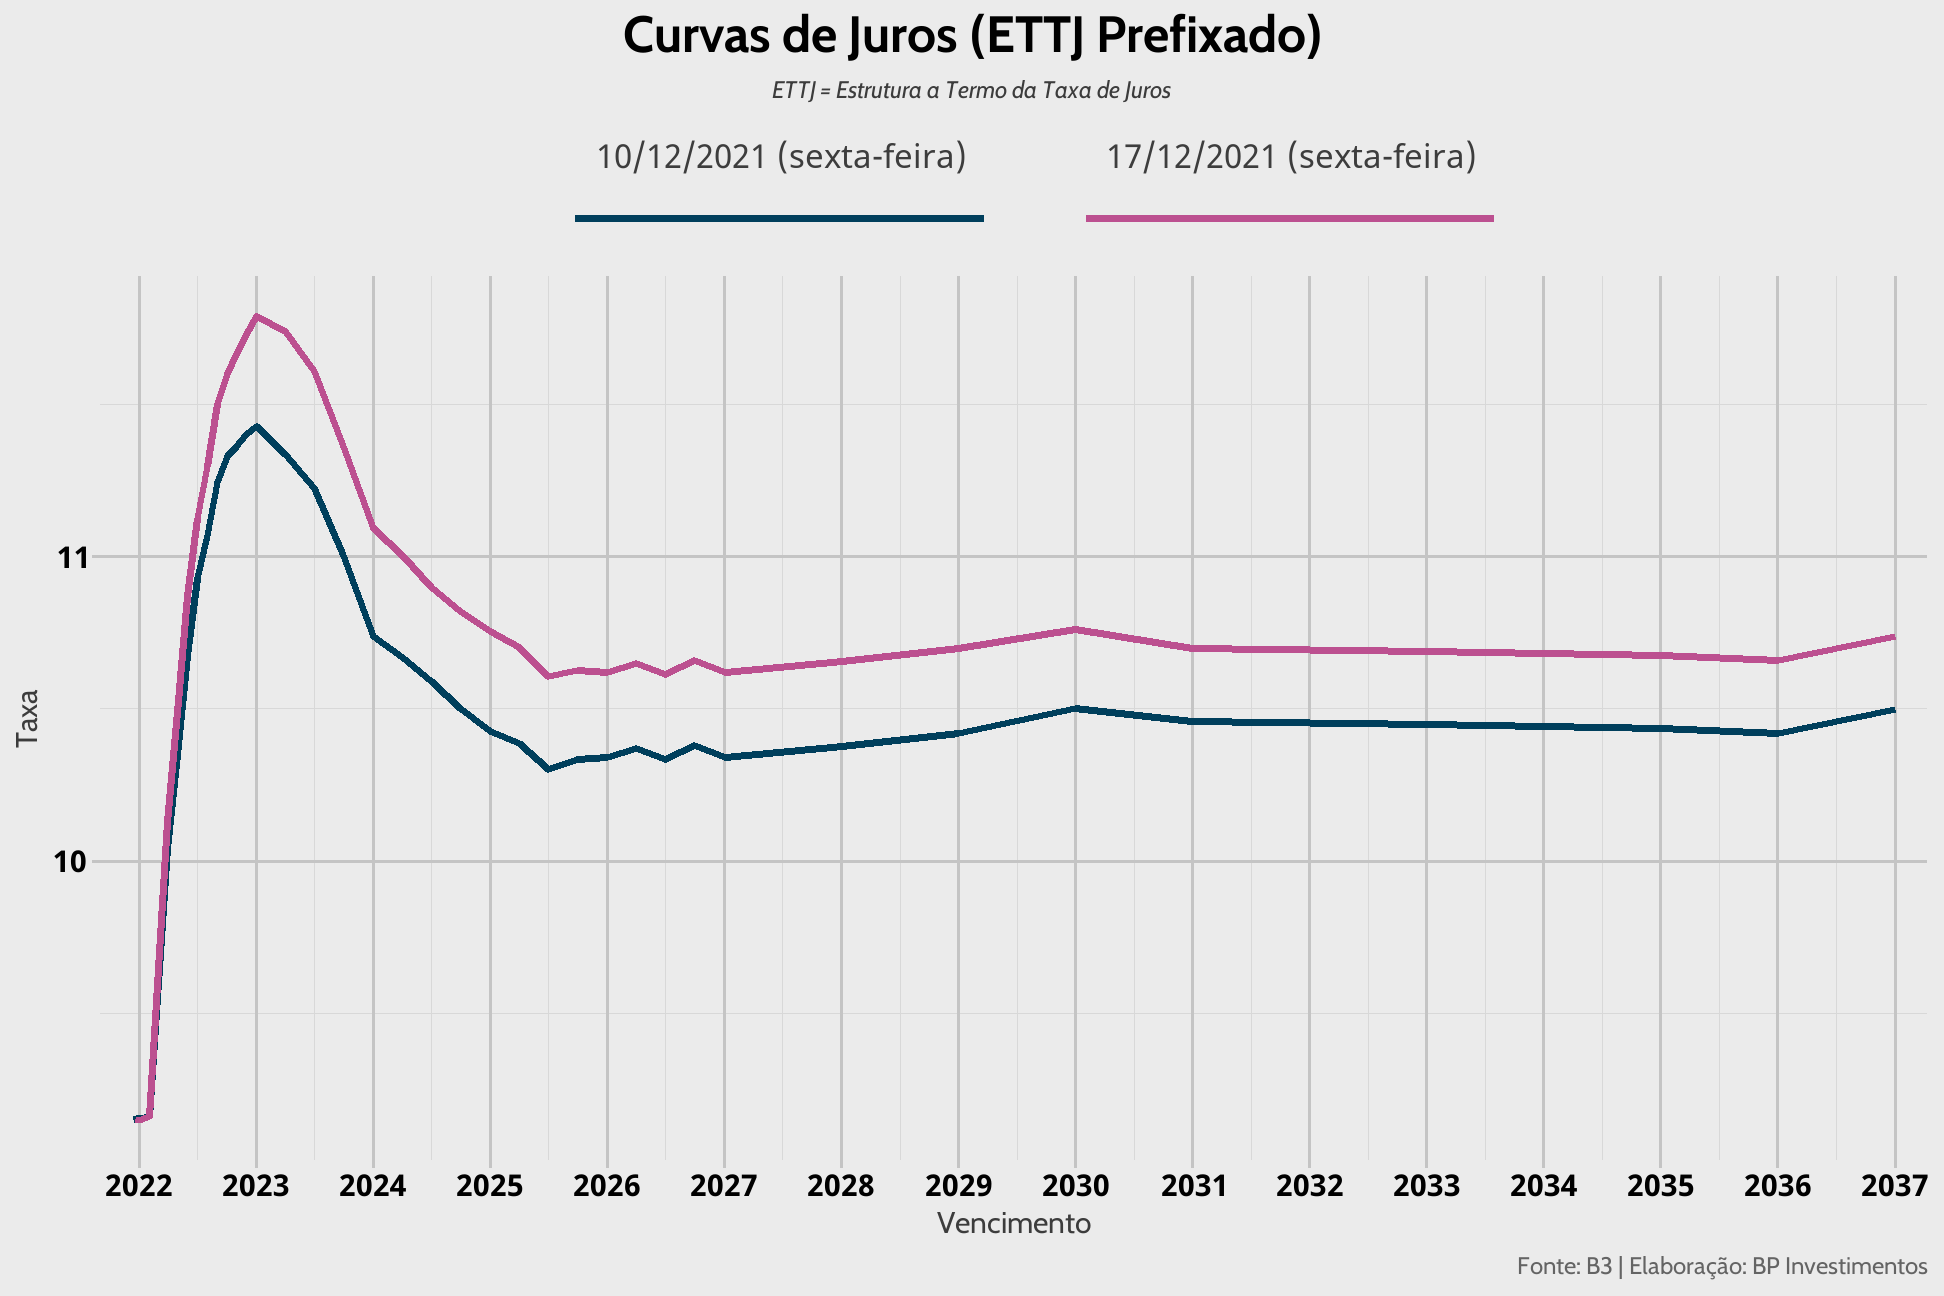 Curvas de Juros (ETTJ Prefixado)
ETTJ = Estrutura a Termo da Taxa de Juros
10/12/2021 (sexta-feira) 17/12/2021 (sexta-feira)
11
Taxa
10
2022 2023 2024 2025 2026 2027 2028 2029 2030 2031 2032 2033 2034 2035 2036 2037
Vencimento
Fonte: B3 | Elaboração: BP Investimentos